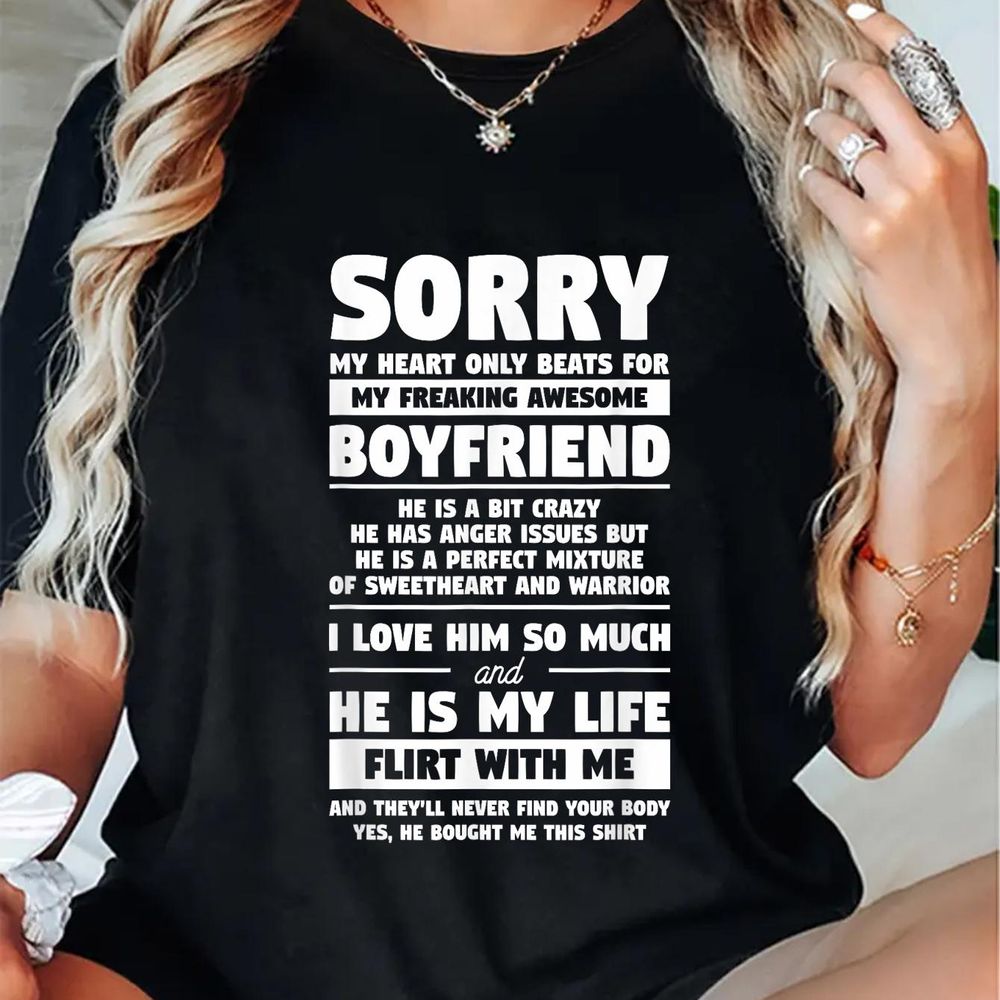 SORRY
MY HEART ONLY BEATS FOR
MY FREAKING AWESOME
BOYFRIEND
HE IS A BIT CRAZY
HE HAS ANGER ISSUES BUT
HE IS A PERFECT MIXTURE
OF SWEETHEART AND WARRIOR
I LOVE HIM SO MUCH
and
HE IS MY LIFE
FLIRT WITH ME
AND THEY'LL NEVER FIND YOUR BODY
YES, HE BOUGHT ME THIS SHIRT